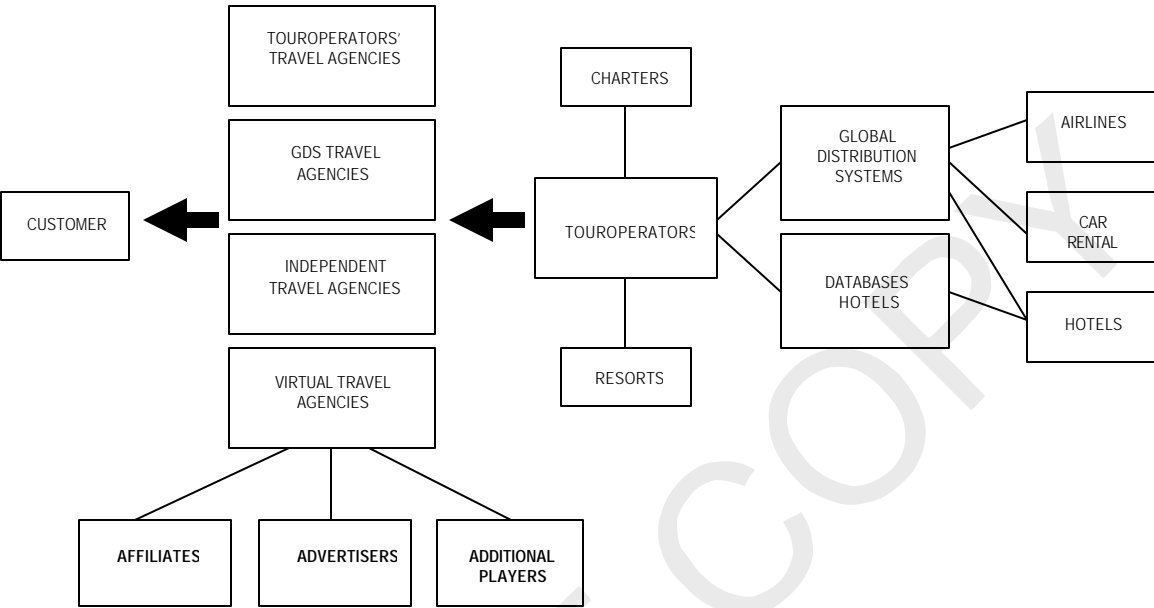 TOUROPERATORS'
TRAVEL AGENCIES
GDS TRAVEL
AGENCIES
CUSTOMER
INDEPENDENT
TRAVEL AGENCIES
VIRTUAL TRAVEL
AGENCIES
AFFILIATES
ADVERTISERS
ADDITIONAL
PLAYERS
CHARTERS
TOUROPERATORS
RESORTS
GLOBAL
DISTRIBUTION
SYSTEMS
DATABASES
HOTELS
AIRLINES
CAR
RENTAL
HOTELS
COPY